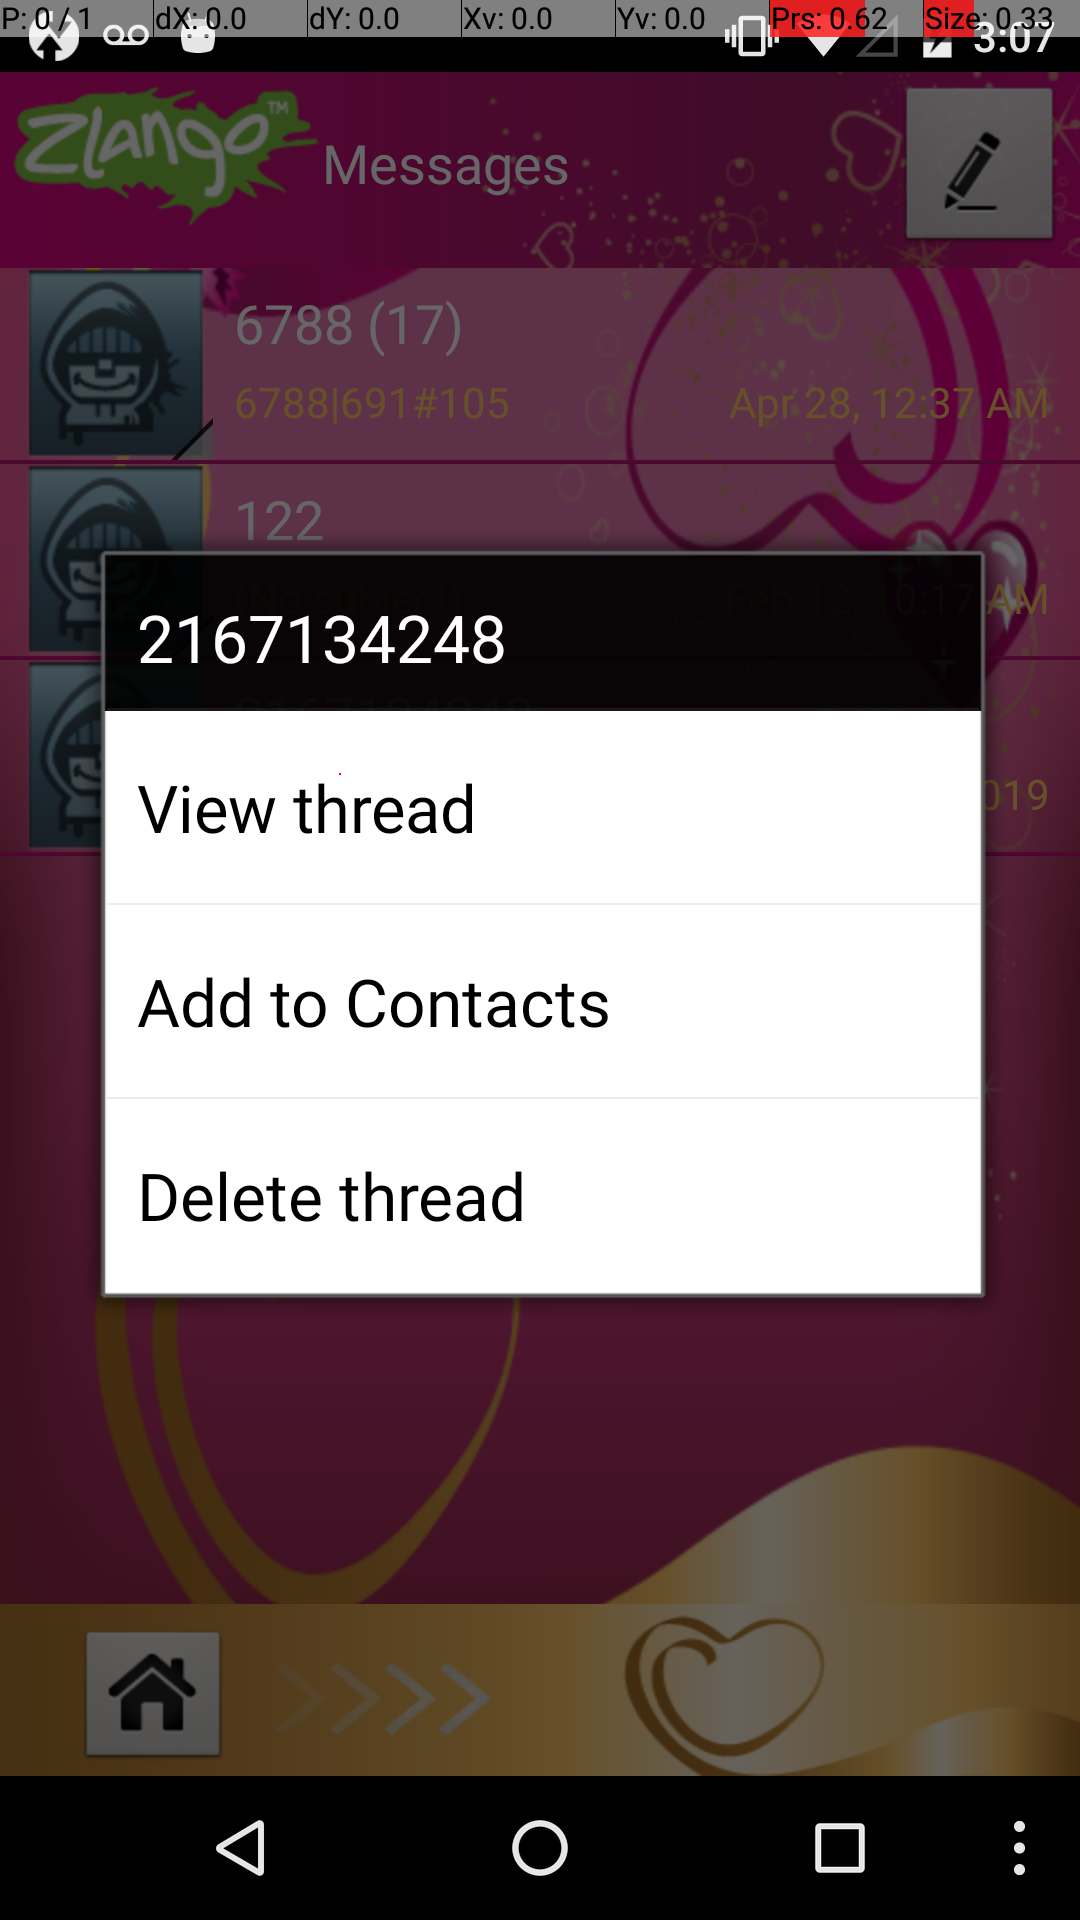 P: 0 / 1 dX: 0.0 dY: 0.0 Xv: 0.0 Yv: 0.0 Prs: 0.62 Size: 0.33
3:07
Zlango™ Messages
6788 (17)
6788|691#105 Apr 28, 12:37 AM
122
(No subject) Feb 12, 10:17 AM
2167134248
019
View thread
Add to Contacts
Delete thread